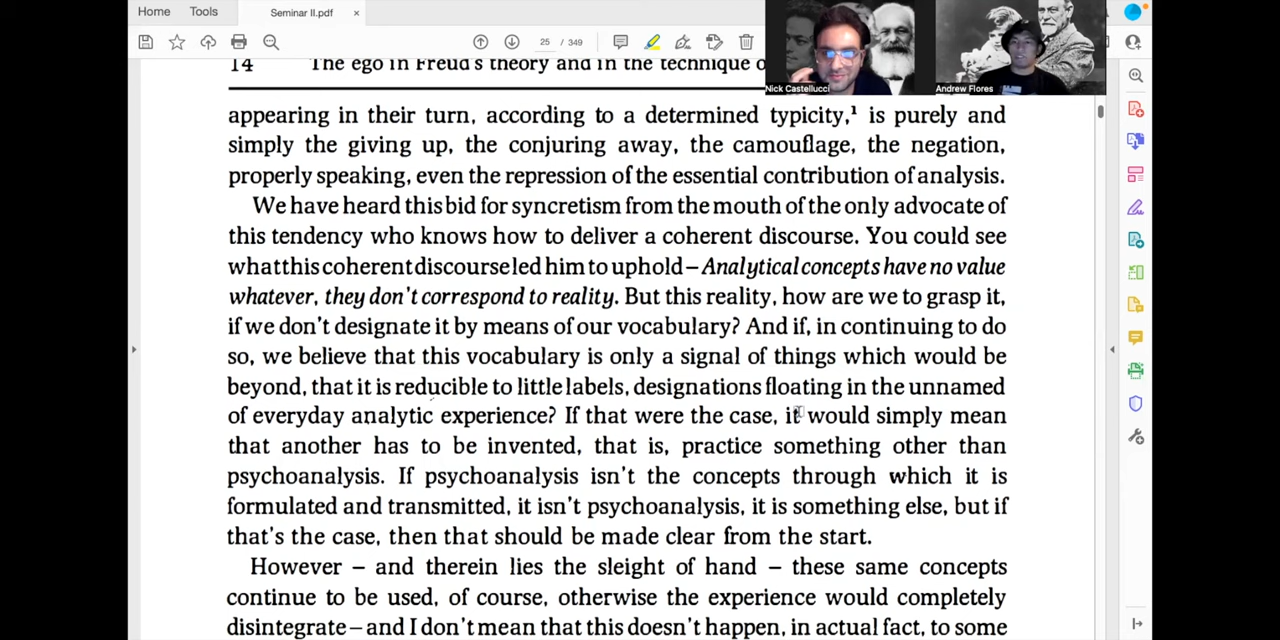 Home Tools Seminar II.pdf ×
25 / 349
Nick Castellucci Andrew Flores
14 The ego in Freud's theory and in the technique o
appearing in their turn, according to a determined typicity,¹ is purely and
simply the giving up, the conjuring away, the camouflage, the negation,
properly speaking, even the repression of the essential contribution of analysis.
We have heard this bid for syncretism from the mouth of the only advocate of
this tendency who knows how to deliver a coherent discourse. You could see
what this coherent discourse led him to uphold – Analytical concepts have no value
whatever, they don't correspond to reality. But this reality, how are we to grasp it,
if we don't designate it by means of our vocabulary? And if, in continuing to do
so, we believe that this vocabulary is only a signal of things which would be
beyond, that it is reducible to little labels, designations floating in the unnamed
of everyday analytic experience? If that were the case, it would simply mean
that another has to be invented, that is, practice something other than
psychoanalysis. If psychoanalysis isn't the concepts through which it is
formulated and transmitted, it isn't psychoanalysis, it is something else, but if
that's the case, then that should be made clear from the start.
However – and therein lies the sleight of hand – these same concepts
continue to be used, of course, otherwise the experience would completely
disintegrate – and I don't mean that this doesn't happen, in actual fact, to some